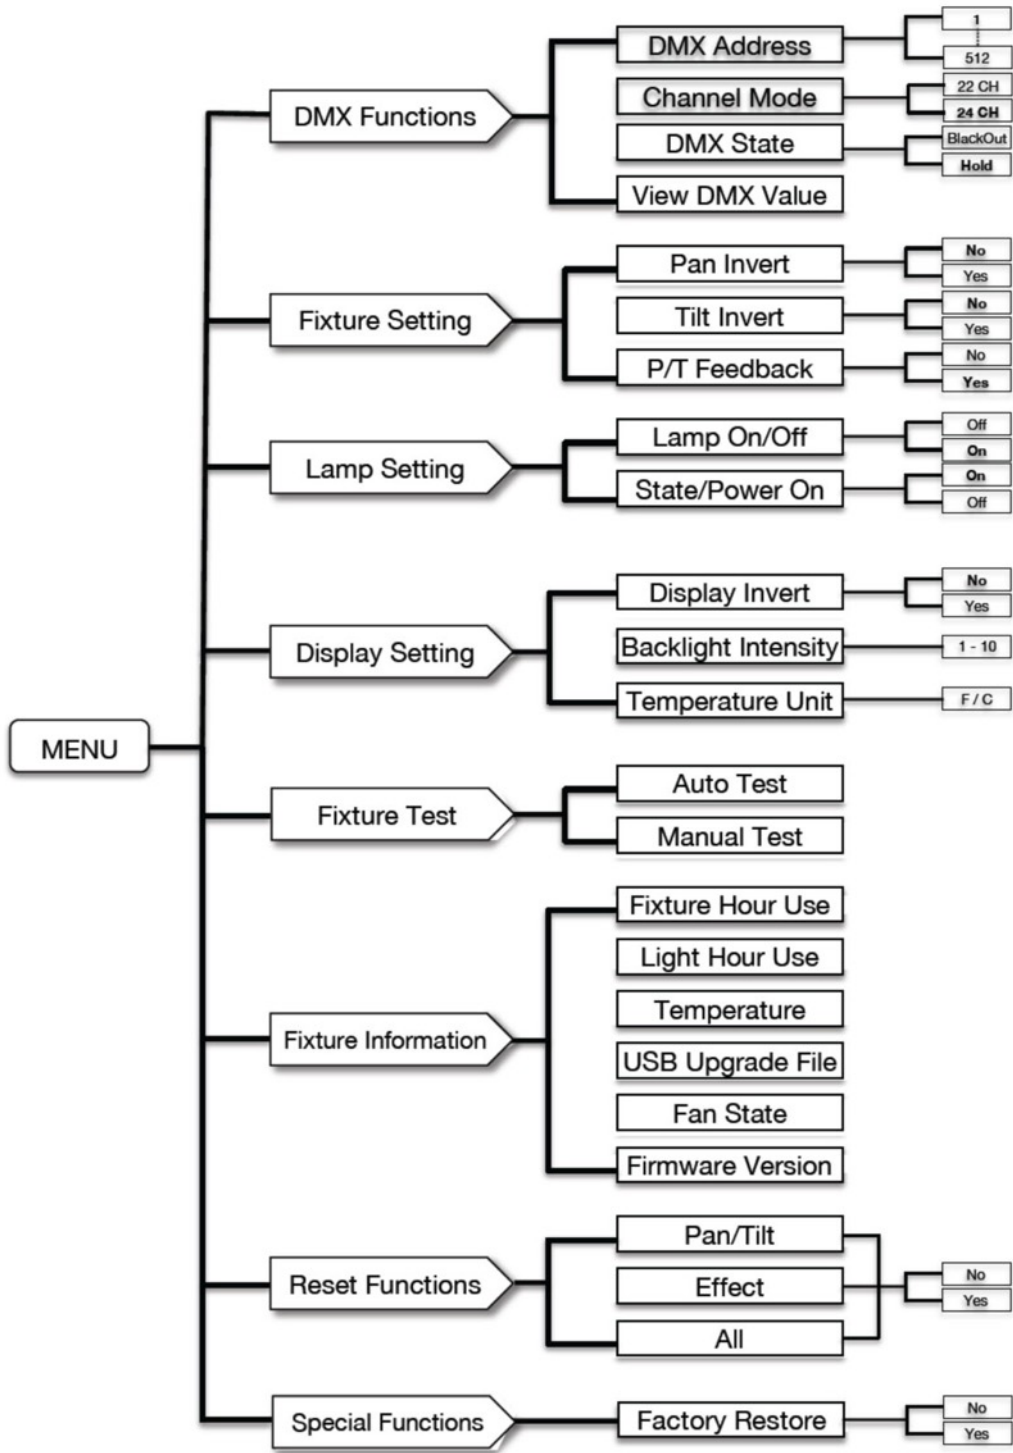 MENU
DMX Functions
DMX Address
1
512
Channel Mode
22 CH
24 CH
DMX State
BlackOut
Hold
View DMX Value
Fixture Setting
Pan Invert
No
Yes
Tilt Invert
No
Yes
P/T Feedback
No
Yes
Lamp Setting
Lamp On/Off
Off
On
State/Power On
On
Off
Display Setting
Display Invert
No
Yes
Backlight Intensity
1 - 10
Temperature Unit
F / C
Fixture Test
Auto Test
Manual Test
Fixture Information
Fixture Hour Use
Light Hour Use
Temperature
USB Upgrade File
Fan State
Firmware Version
Reset Functions
Pan/Tilt
Effect
All
No
Yes
Special Functions
Factory Restore
No
Yes